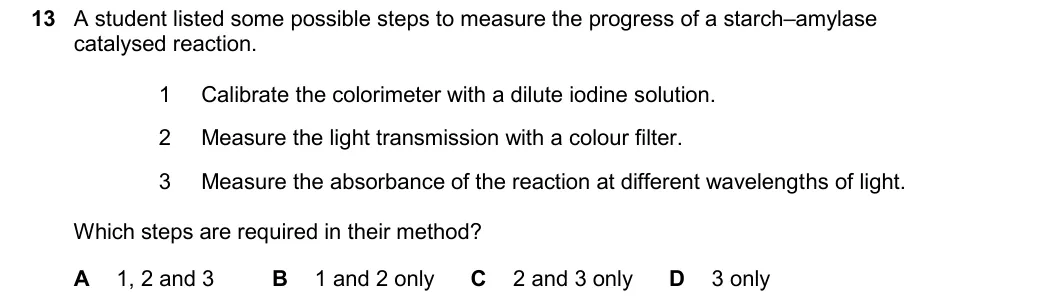 13 A student listed some possible steps to measure the progress of a starch–amylase
catalysed reaction.
1 Calibrate the colorimeter with a dilute iodine solution.
2 Measure the light transmission with a colour filter.
3 Measure the absorbance of the reaction at different wavelengths of light.
Which steps are required in their method?
A 1, 2 and 3 B 1 and 2 only C 2 and 3 only D 3 only